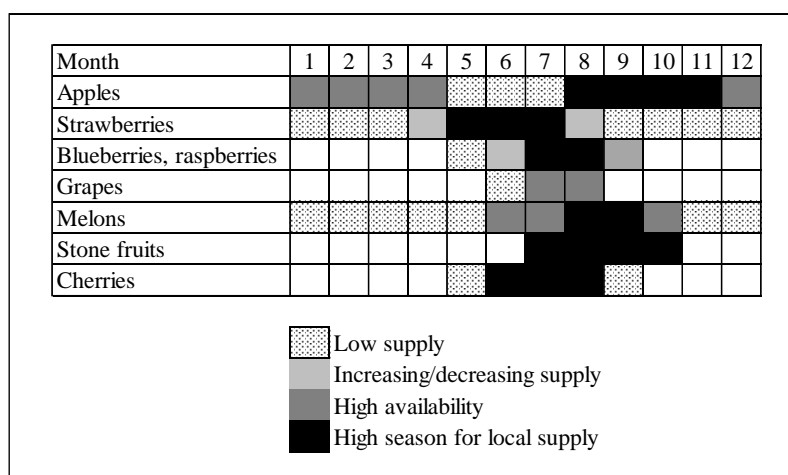 Month 1 2 3 4 5 6 7 8 9 10 11 12
Apples
Strawberries
Blueberries, raspberries
Grapes
Melons
Stone fruits
Cherries
Low supply
Increasing/decreasing supply
High availability
High season for local supply